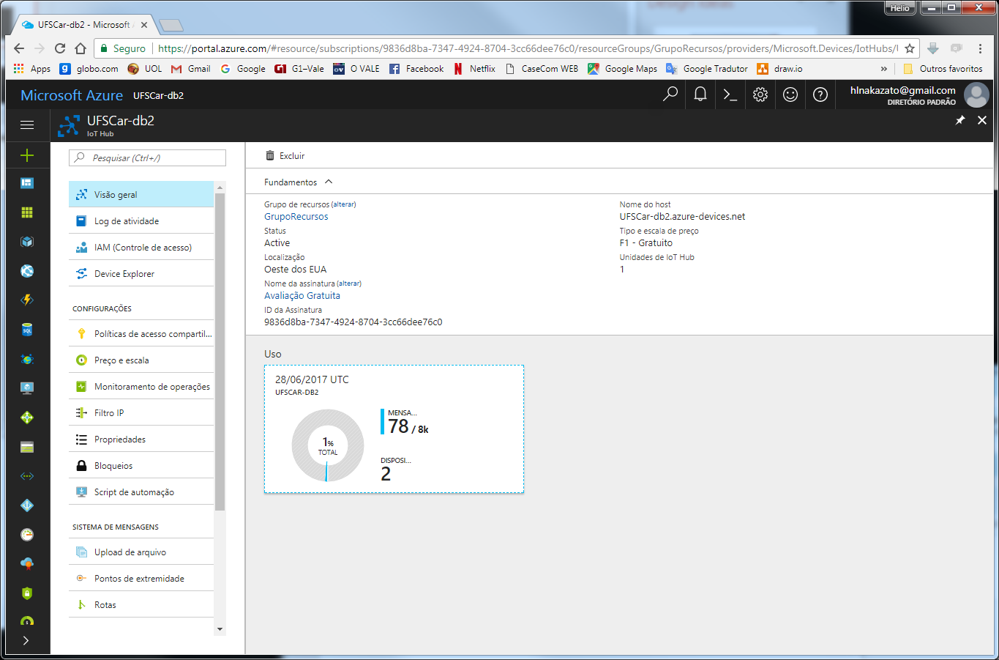 Design Ideas
Helio
UFSCar-db2 - Microsoft A
Seguro
https://portal.azure.com/#resource/subscriptions/9836d8ba-7347-4924-8704-3cc66dee76c0/resourceGroups/GrupoRecursos/providers/Microsoft.Devices/IotHubs/U
Apps globo.com UOL Gmail Google G1–Vale O VALE Facebook Netflix CaseCom WEB Google Maps Google Tradutor draw.io » Outros favoritos
Microsoft Azure UFSCar-db2
hlnakazato@gmail.com
DIRETÓRIO PADRÃO
UFSCar-db2
IoT Hub
Pesquisar (Ctrl+/)
Visão geral
Log de atividade
IAM (Controle de acesso)
Device Explorer
CONFIGURAÇÕES
Políticas de acesso compartil...
Preço e escala
Monitoramento de operações
Filtro IP
Propriedades
Bloqueios
Script de automação
SISTEMA DE MENSAGENS
Upload de arquivo
Pontos de extremidade
Rotas
Excluir
Fundamentos
Grupo de recursos (alterar)
GrupoRecursos
Status
Active
Localização
Oeste dos EUA
Nome da assinatura (alterar)
Avaliação Gratuita
ID da Assinatura
9836d8ba-7347-4924-8704-3cc66dee76c0
Nome do host
UFSCar-db2.azure-devices.net
Tipo e escala de preço
F1 - Gratuito
Unidades de IoT Hub
1
Uso
28/06/2017 UTC
UFSCAR-DB2
1%
TOTAL
MENSA...
78 / 8k
DISPOSI...
2